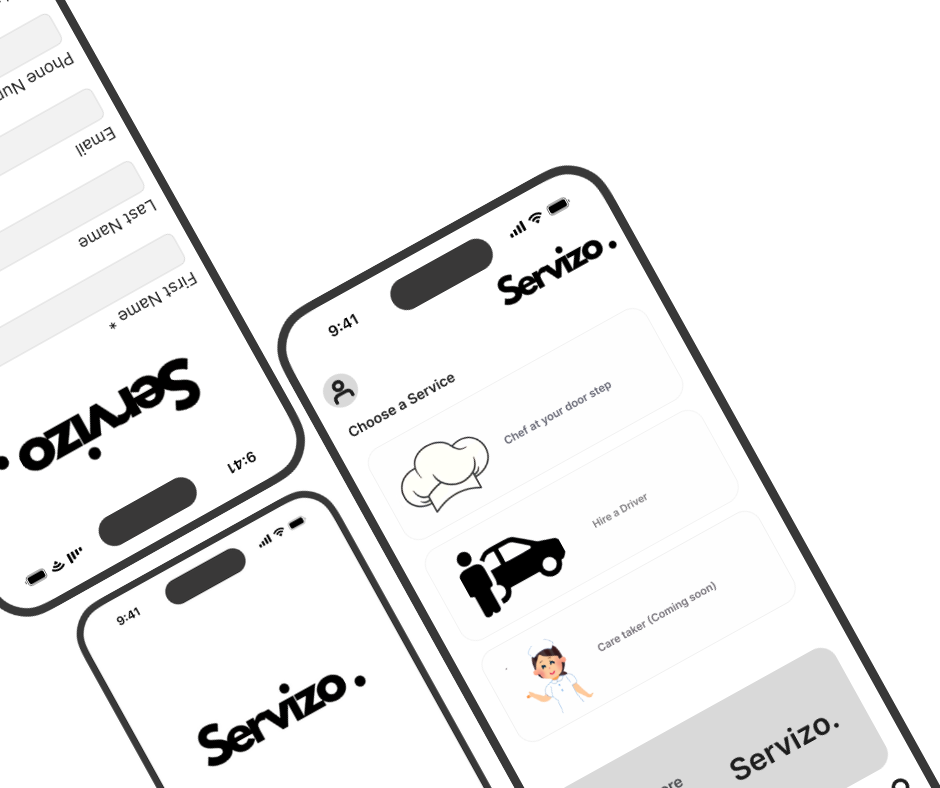 Phone Nu
Email
Last Name
First Name *
Servizo.
9:41
9:41
Servizo.
9:41
Servizo.
Choose a Service
Chef at your door step
Hire a Driver
Care taker (Coming soon)
Servizo.